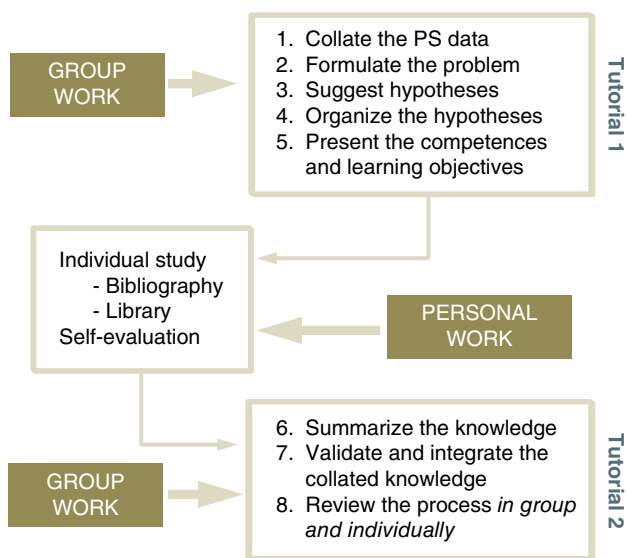 GROUP
WORK
1. Collate the PS data
2. Formulate the problem
3. Suggest hypotheses
4. Organize the hypotheses
5. Present the competences
and learning objectives
Tutorial 1
Individual study
- Bibliography
- Library
Self-evaluation
PERSONAL
WORK
GROUP
WORK
6. Summarize the knowledge
7. Validate and integrate the
collated knowledge
8. Review the process in group
and individually
Tutorial 2